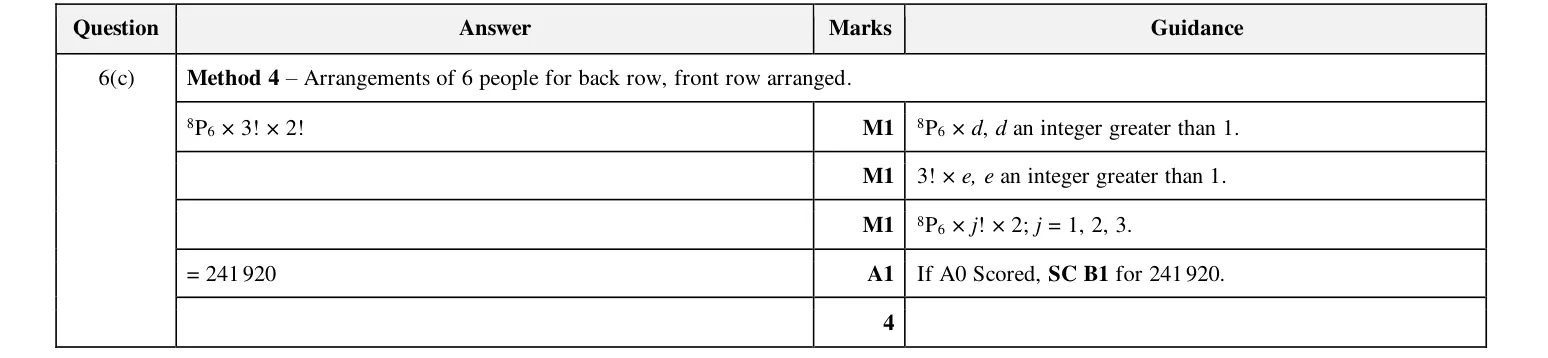 Question Answer Marks Guidance
6(c) Method 4 – Arrangements of 6 people for back row, front row arranged.
⁸P₆ × 3! × 2! M1 ⁸P₆ × d, d an integer greater than 1.
M1 3! × e, e an integer greater than 1.
M1 ⁸P₆ × j! × 2; j = 1, 2, 3.
= 241 920 A1 If A0 Scored, SC B1 for 241 920.
4